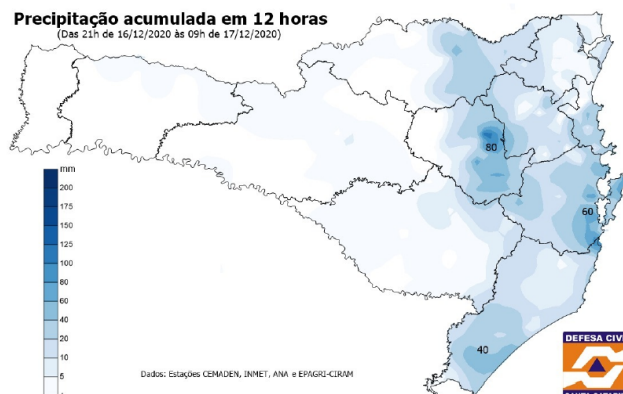 Precipitação acumulada em 12 horas
(Das 21h de 16/12/2020 às 09h de 17/12/2020)
mm
200
175
150
125
100
80
60
40
20
10
5
80
60
40
Dados: Estações CEMADEN, INMET, ANA e EPAGRI-CIRAM
DEFESA CIVI